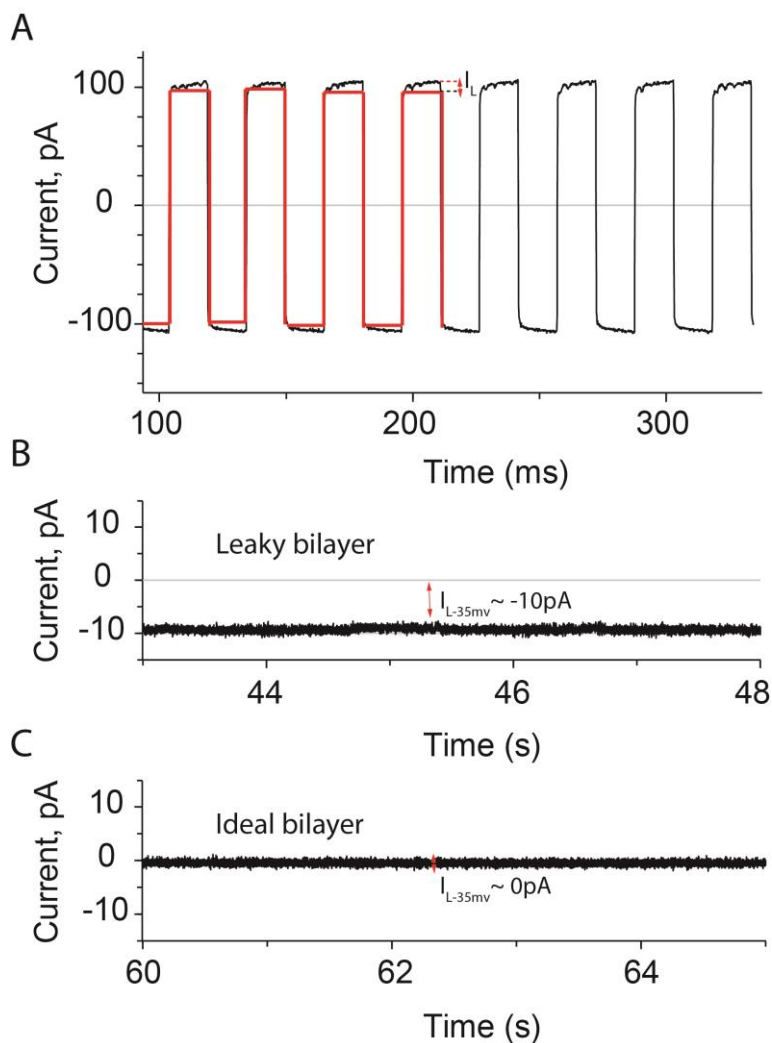 A
Current, pA
100
0
-100
I_L
100
200
300
Time (ms)
B
Current, pA
10
0
-10
Leaky bilayer
I_L-35mv ~ -10pA
44
46
48
Time (s)
C
Current, pA
10
0
-10
Ideal bilayer
I_L-35mv ~ 0pA
60
62
64
Time (s)